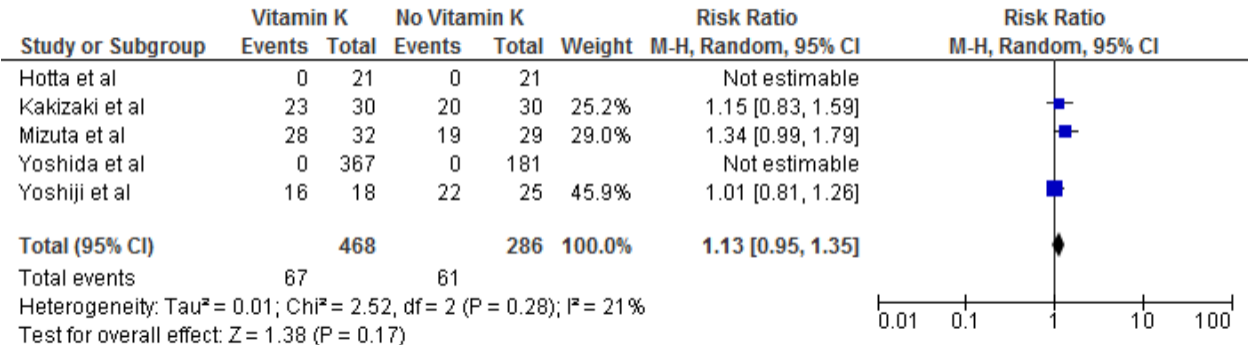 Vitamin K No Vitamin K Risk Ratio Risk Ratio
Study or Subgroup Events Total Events Total Weight M-H, Random, 95% CI M-H, Random, 95% CI
Hotta et al 0 21 0 21 Not estimable
Kakizaki et al 23 30 20 30 25.2% 1.15 [0.83, 1.59]
Mizuta et al 28 32 19 29 29.0% 1.34 [0.99, 1.79]
Yoshida et al 0 367 0 181 Not estimable
Yoshiji et al 16 18 22 25 45.9% 1.01 [0.81, 1.26]
Total (95% CI) 468 286 100.0% 1.13 [0.95, 1.35]
Total events 67 61
Heterogeneity: Tau² = 0.01; Chi² = 2.52, df = 2 (P = 0.28); I² = 21%
Test for overall effect: Z = 1.38 (P = 0.17)
0.01 0.1 1 10 100